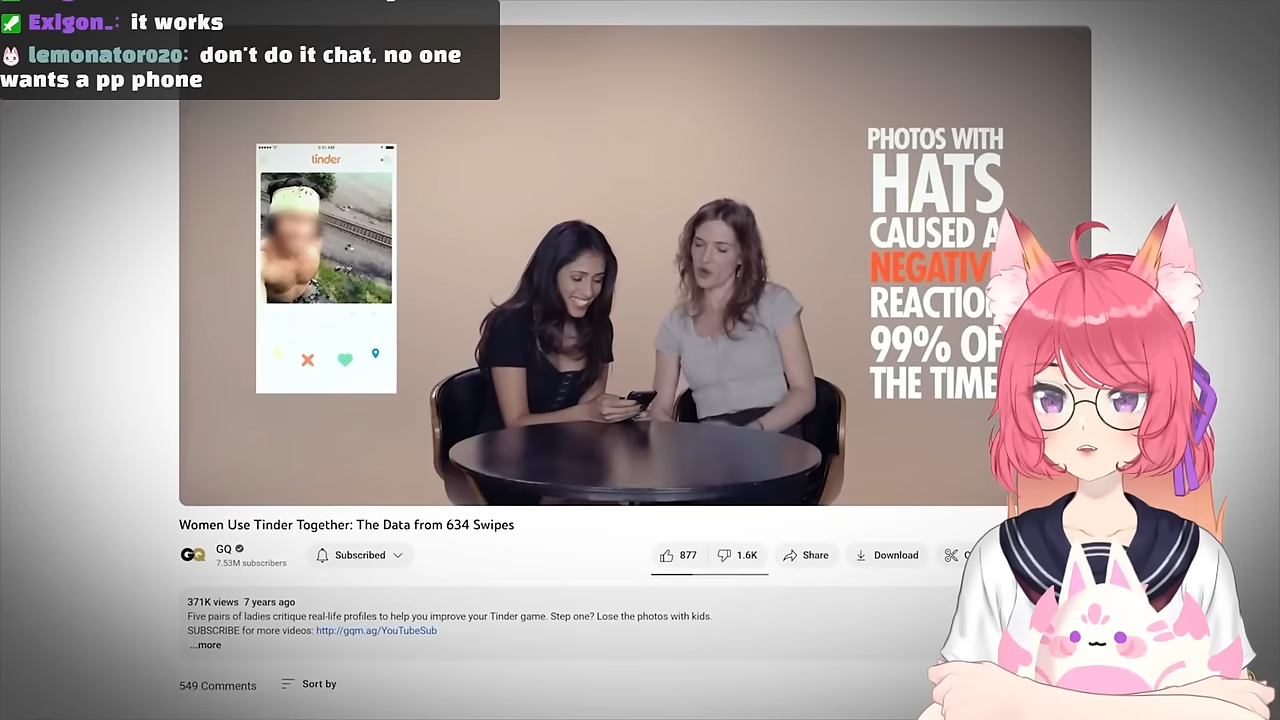 Exlgon_: it works
lemonator020: don't do it chat, no one
wants a pp phone
tinder
PHOTOS WITH
HATS
CAUSED A
NEGATIV
REACTIO
99% OF
THE TIME
Women Use Tinder Together: The Data from 634 Swipes
GQ
GQ
7.53M subscribers
Subscribed
877
1.6K
Share
Download
371K views 7 years ago
Five pairs of ladies critique real-life profiles to help you improve your Tinder game. Step one? Lose the photos with kids.
SUBSCRIBE for more videos: http://gqm.ag/YouTubeSub
...more
549 Comments
Sort by